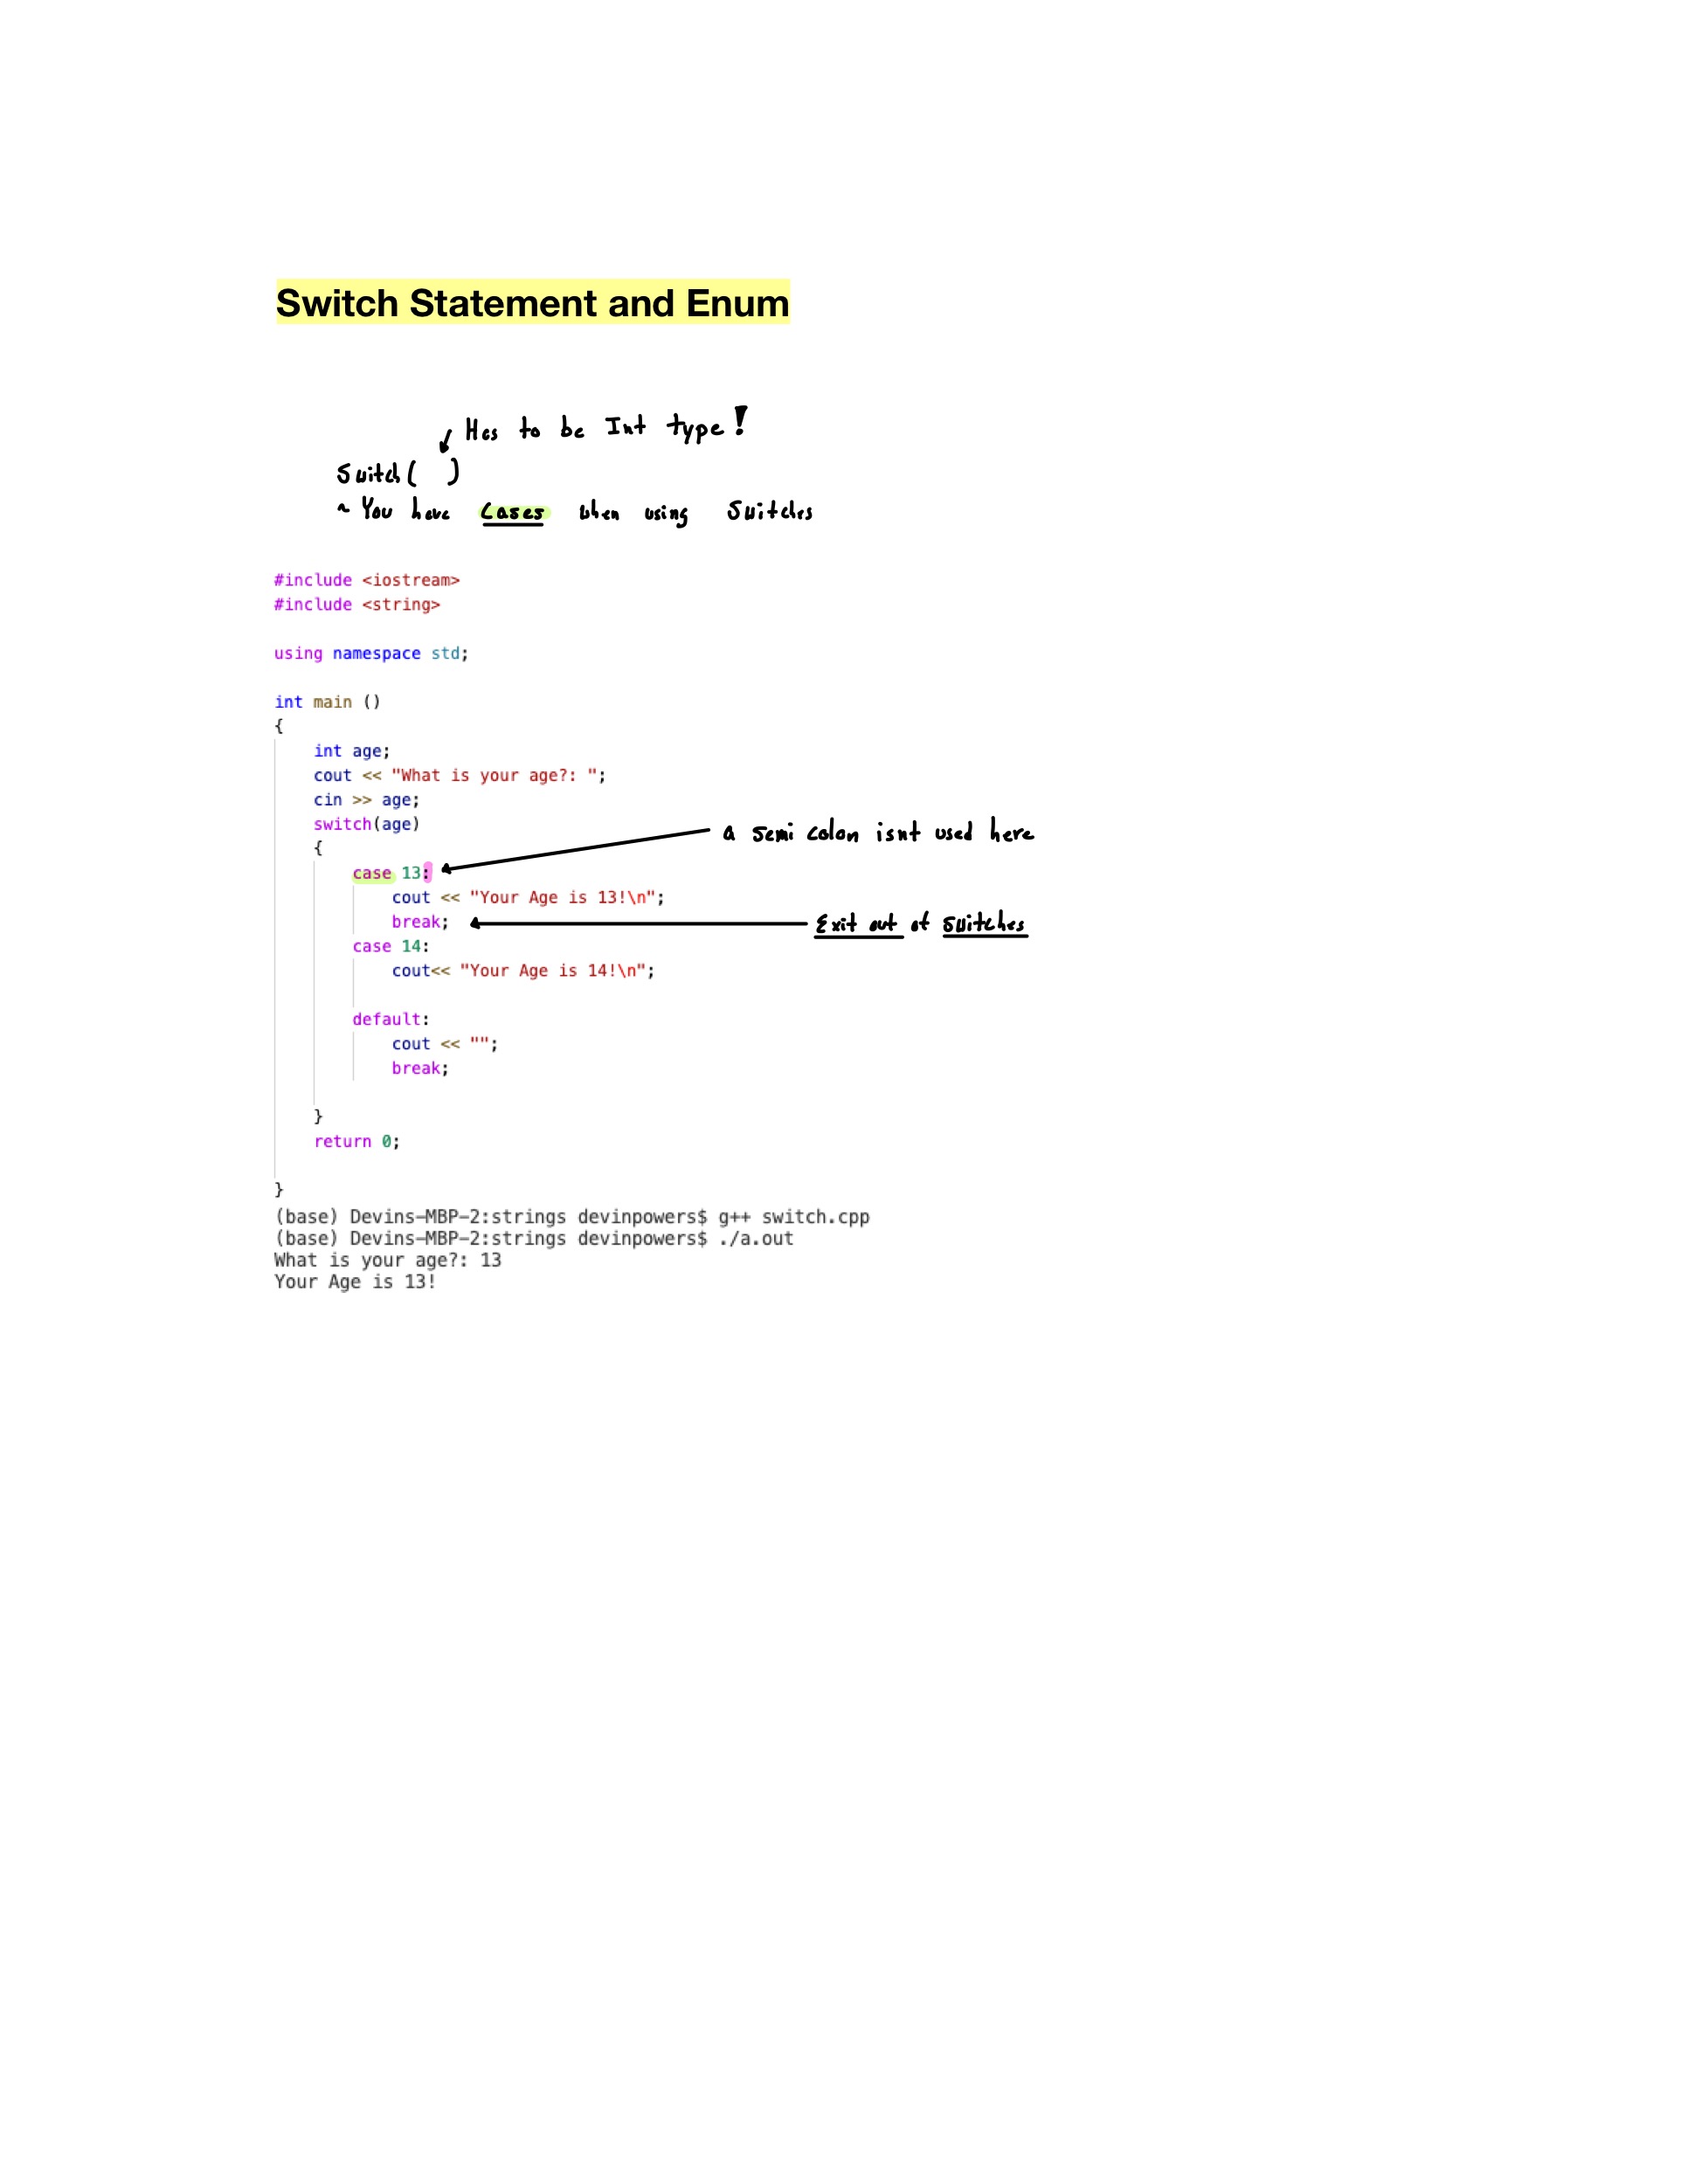 Switch Statement and Enum
Has to be Int type!
Switch( )
~ You have Cases when using Switches
#include <iostream>
#include <string>
using namespace std;
int main ()
{
int age;
cout << "What is your age?: ";
cin >> age;
switch(age)
{
a semi colon isnt used here
case 13:
cout << "Your Age is 13!\n";
break;
Exit out of switches
case 14:
cout<< "Your Age is 14!\n";
default:
cout << "";
break;
}
return 0;
}
(base) Devins-MBP-2:strings devinpowers$ g++ switch.cpp
(base) Devins-MBP-2:strings devinpowers$ ./a.out
What is your age?: 13
Your Age is 13!